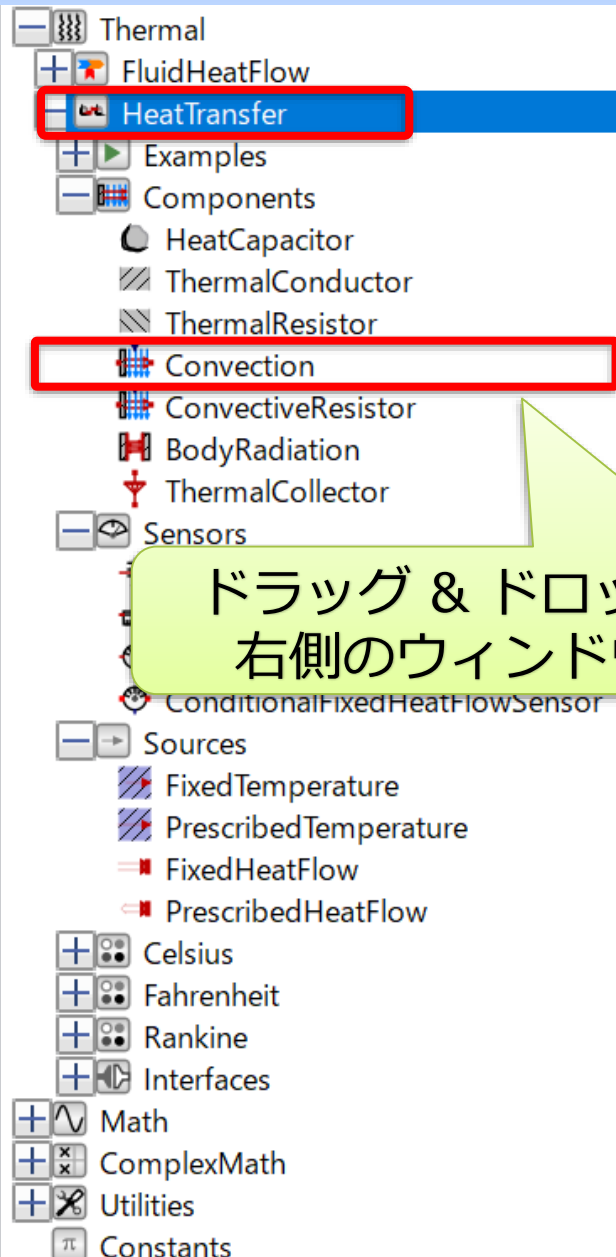 Thermal
FluidHeatFlow
HeatTransfer
Examples
Components
HeatCapacitor
ThermalConductor
ThermalResistor
Convection
ConvectiveResistor
BodyRadiation
ThermalCollector
Sensors
ドラッグ & ドロッ
右側のウィンド
ConditionalFixedHeatFlowSensor
Sources
FixedTemperature
PrescribedTemperature
FixedHeatFlow
PrescribedHeatFlow
Celsius
Fahrenheit
Rankine
Interfaces
Math
ComplexMath
Utilities
Constants